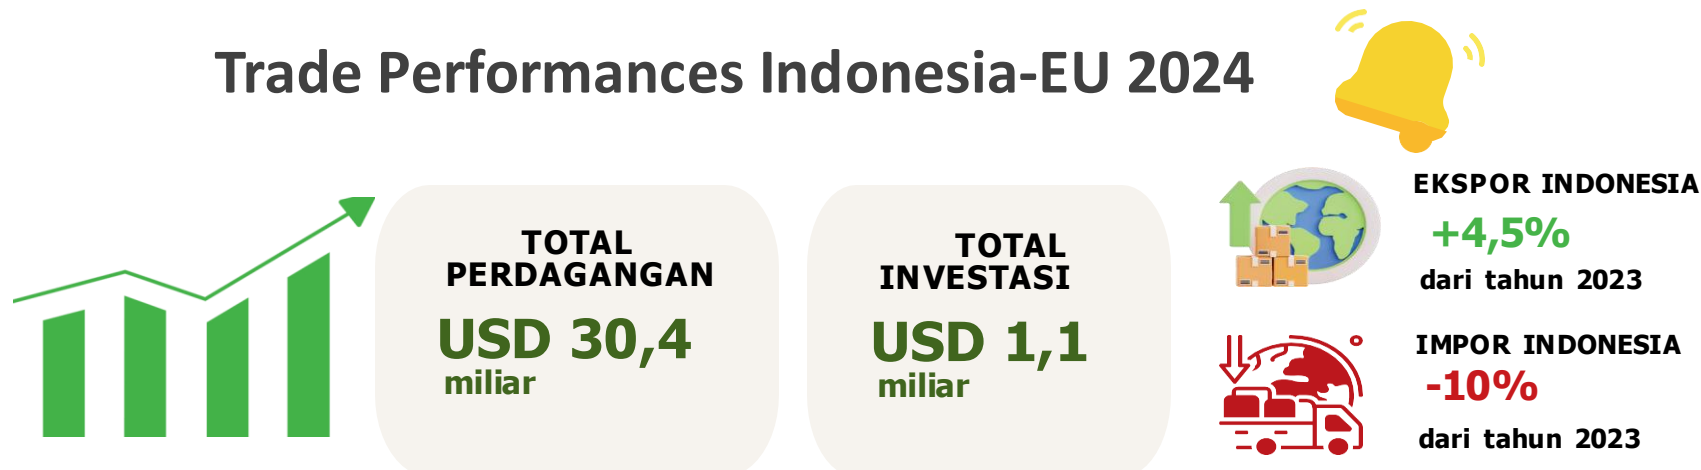 Trade Performances Indonesia-EU 2024
TOTAL
PERDAGANGAN
USD 30,4
miliar
TOTAL
INVESTASI
USD 1,1
miliar
EKSPOR INDONESIA
+4,5%
dari tahun 2023
IMPOR INDONESIA
-10%
dari tahun 2023